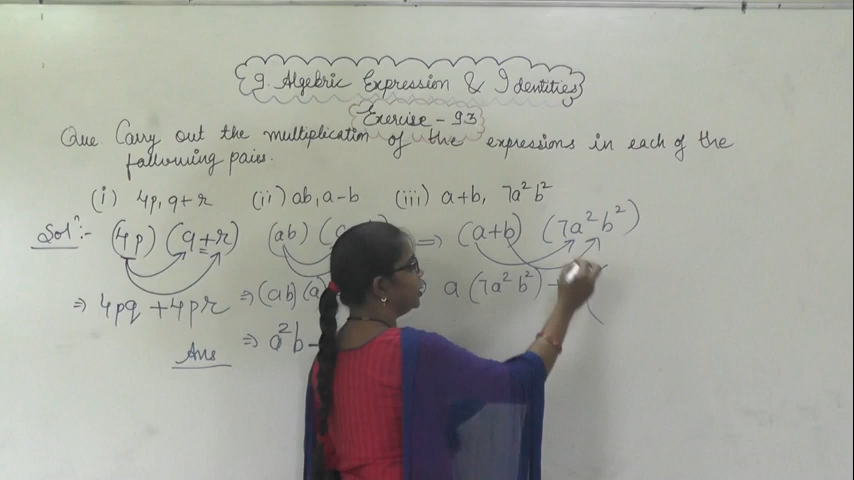 9. Algebric Expression & Identities
Exercise - 9.3
Que. Carry out the multiplication of the expressions in each of the
following pairs.
(i) 4p, q+r (ii) ab, a-b (iii) a+b, 7a²b²
Solⁿ:- (4p) (q+r) (ab) ( ⇒ (a+b) (7a²b²)
⇒ 4pq + 4pr ⇒ (ab)(a) a (7a²b²) + (
⇒ a²b -
Ans